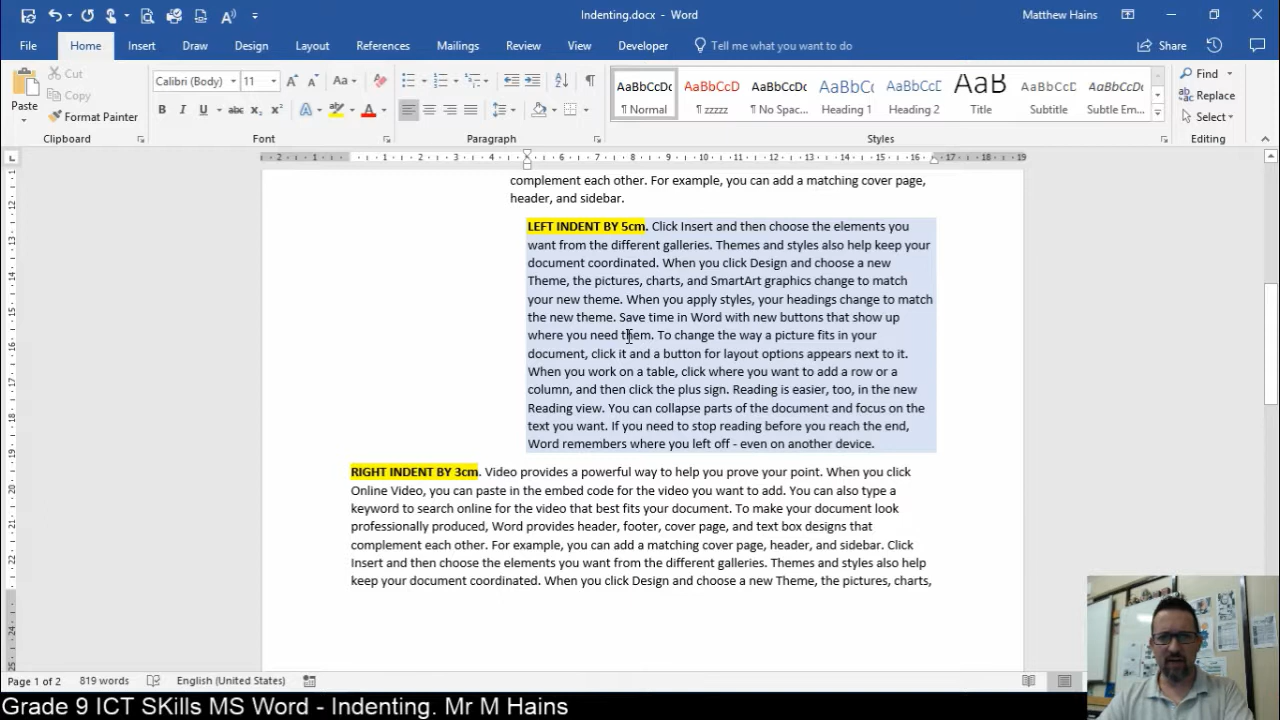 Indenting.docx - Word
Matthew Hains
File Home Insert Draw Design Layout References Mailings Review View Developer Tell me what you want to do Share
Paste
Cut
Copy
Format Painter
Clipboard
Calibri (Body) 11
B I U abc x₂ x²
Font
Paragraph
AaBbCcDc AaBbCcDc AaBbCcDc AaBbC( AaBbCcC AaB AaBbCcDc AaBbCcDc
¶ Normal ¶ zzzzz ¶ No Spac... Heading 1 Heading 2 Title Subtitle Subtle Em...
Styles
Find
Replace
Select
Editing
complement each other. For example, you can add a matching cover page,
header, and sidebar.
LEFT INDENT BY 5cm. Click Insert and then choose the elements you
want from the different galleries. Themes and styles also help keep your
document coordinated. When you click Design and choose a new
Theme, the pictures, charts, and SmartArt graphics change to match
your new theme. When you apply styles, your headings change to match
the new theme. Save time in Word with new buttons that show up
where you need them. To change the way a picture fits in your
document, click it and a button for layout options appears next to it.
When you work on a table, click where you want to add a row or a
column, and then click the plus sign. Reading is easier, too, in the new
Reading view. You can collapse parts of the document and focus on the
text you want. If you need to stop reading before you reach the end,
Word remembers where you left off - even on another device.
RIGHT INDENT BY 3cm. Video provides a powerful way to help you prove your point. When you click
Online Video, you can paste in the embed code for the video you want to add. You can also type a
keyword to search online for the video that best fits your document. To make your document look
professionally produced, Word provides header, footer, cover page, and text box designs that
complement each other. For example, you can add a matching cover page, header, and sidebar. Click
Insert and then choose the elements you want from the different galleries. Themes and styles also help
keep your document coordinated. When you click Design and choose a new Theme, the pictures, charts,
Page 1 of 2 819 words English (United States)
Grade 9 ICT SKills MS Word - Indenting. Mr M Hains